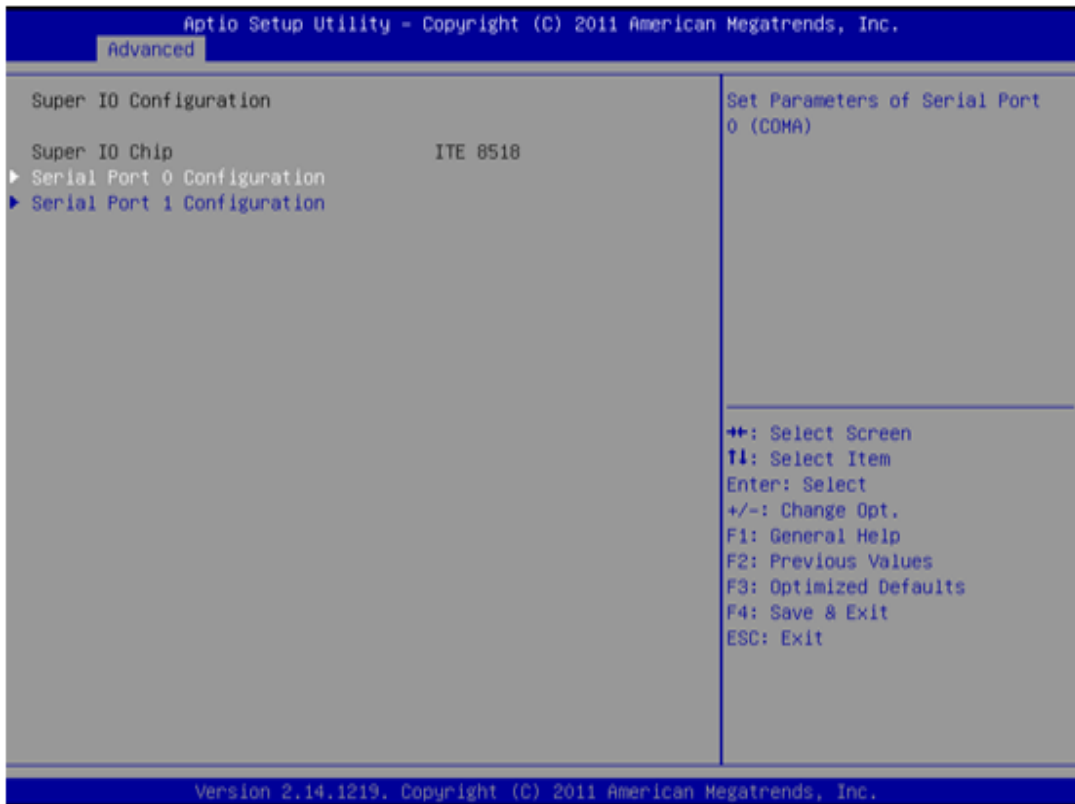 Aptio Setup Utility – Copyright (C) 2011 American Megatrends, Inc.
Advanced
Super IO Configuration
Super IO Chip ITE 8518
▶ Serial Port 0 Configuration
▶ Serial Port 1 Configuration
Set Parameters of Serial Port
0 (COMA)
→←: Select Screen
↑↓: Select Item
Enter: Select
+/-: Change Opt.
F1: General Help
F2: Previous Values
F3: Optimized Defaults
F4: Save & Exit
ESC: Exit
Version 2.14.1219. Copyright (C) 2011 American Megatrends, Inc.